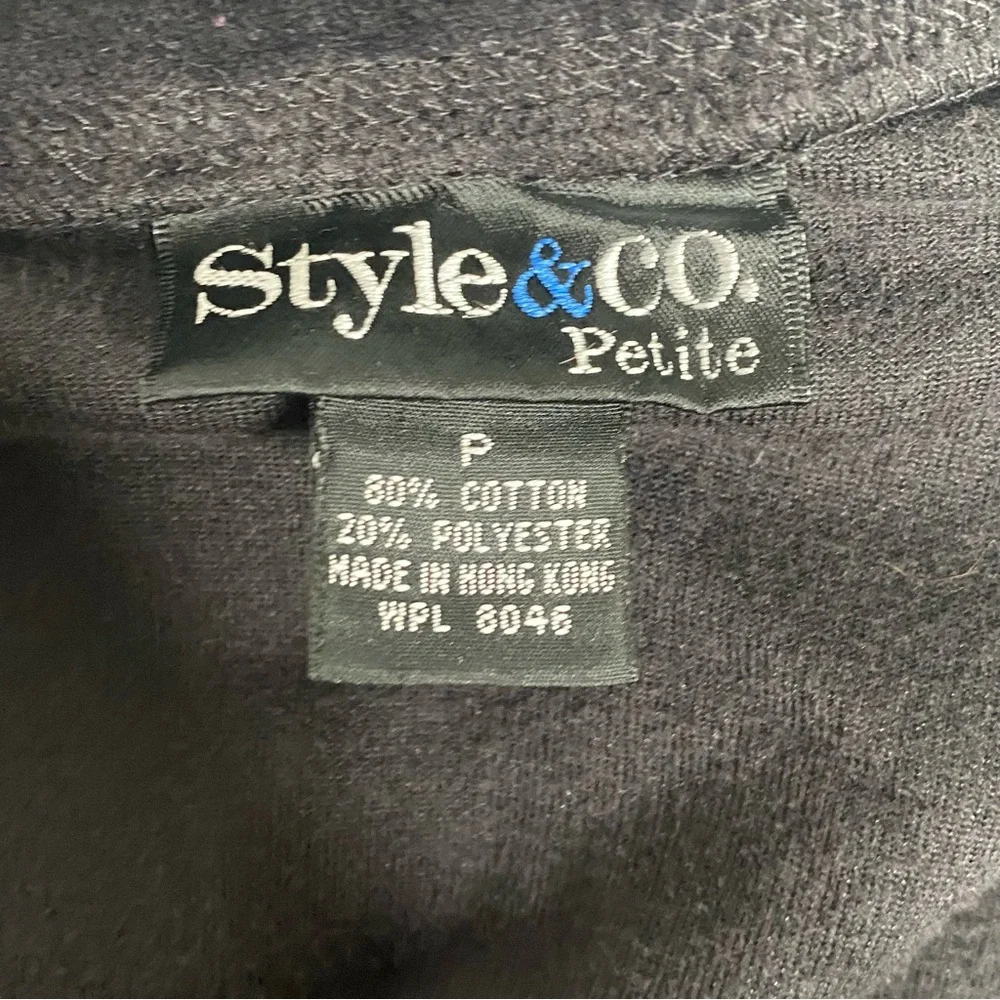 Style&co.
Petite
P
80% COTTON
20% POLYESTER
MADE IN HONG KONG
WPL 8046